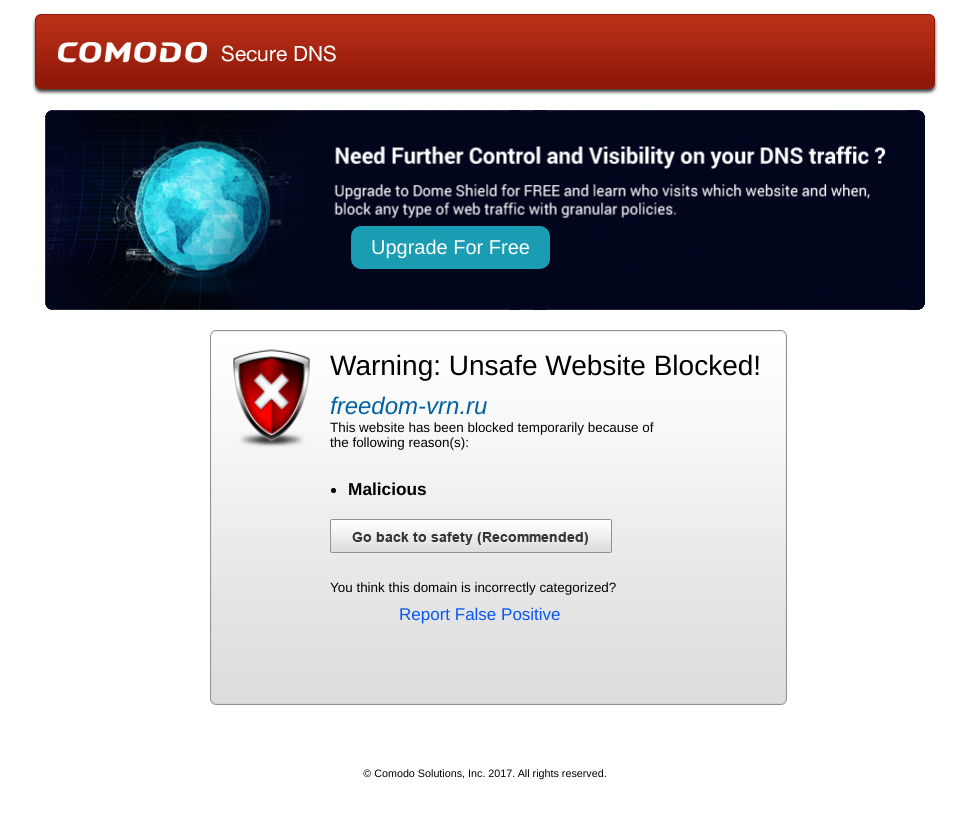 COMODO Secure DNS
Need Further Control and Visibility on your DNS traffic ?
Upgrade to Dome Shield for FREE and learn who visits which website and when,
block any type of web traffic with granular policies.
Upgrade For Free
Warning: Unsafe Website Blocked!
freedom-vrn.ru
This website has been blocked temporarily because of
the following reason(s):
• Malicious
Go back to safety (Recommended)
You think this domain is incorrectly categorized?
Report False Positive
© Comodo Solutions, Inc. 2017. All rights reserved.